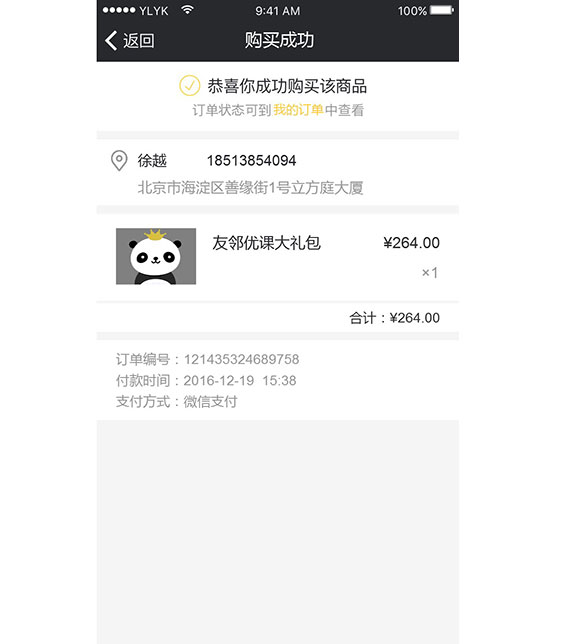 YLYK 9:41 AM 100%
返回 购买成功
恭喜你成功购买该商品
订单状态可到我的订单中查看
徐越 18513854094
北京市海淀区善缘街1号立方庭大厦
友邻优课大礼包 ¥264.00
×1
合计：¥264.00
订单编号：121435324689758
付款时间：2016-12-19 15:38
支付方式：微信支付